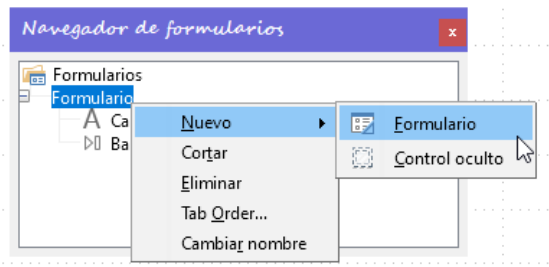 Navegador de formularios
x
Formularios
Formulario
Ca
Ba
Nuevo
Cortar
Eliminar
Tab Order...
Cambiar nombre
Formulario
Control oculto